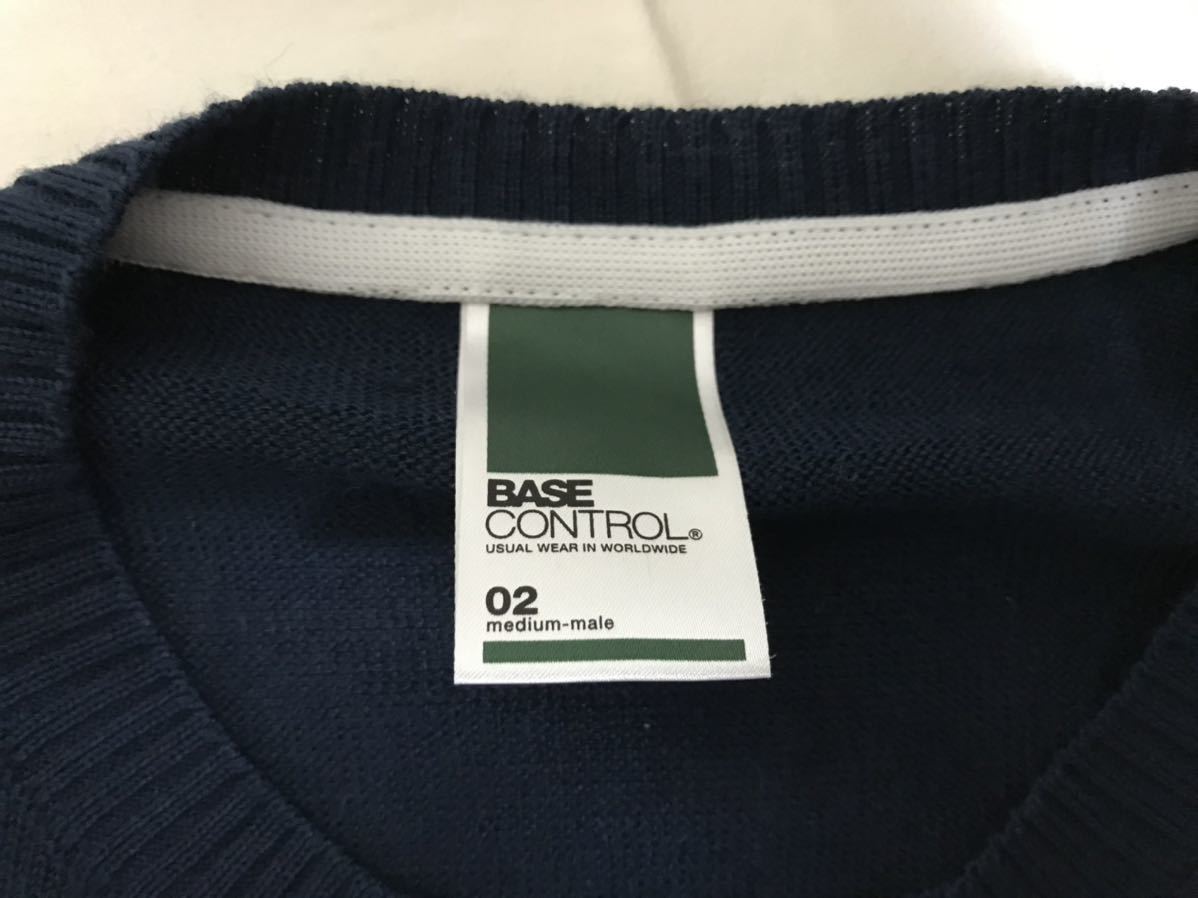 BASE
CONTROL®
USUAL WEAR IN WORLDWIDE
02
medium-male